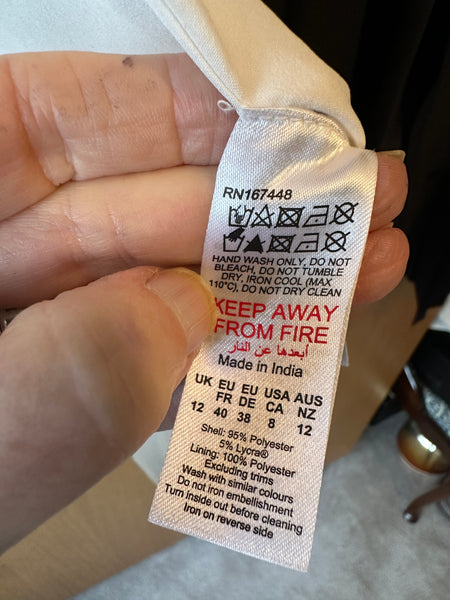 RN167448
HAND WASH ONLY, DO NOT
BLEACH, DO NOT TUMBLE
DRY, IRON COOL (MAX
110°C), DO NOT DRY CLEAN
KEEP AWAY
FROM FIRE
أبعدها عن النار
Made in India
UK EU EU USA AUS
FR DE CA NZ
12 40 38 8 12
Shell: 95% Polyester
5% Lycra®
Lining: 100% Polyester
Excluding trims
Wash with similar colours
Do not iron embellishment
Turn inside out before cleaning
Iron on reverse side